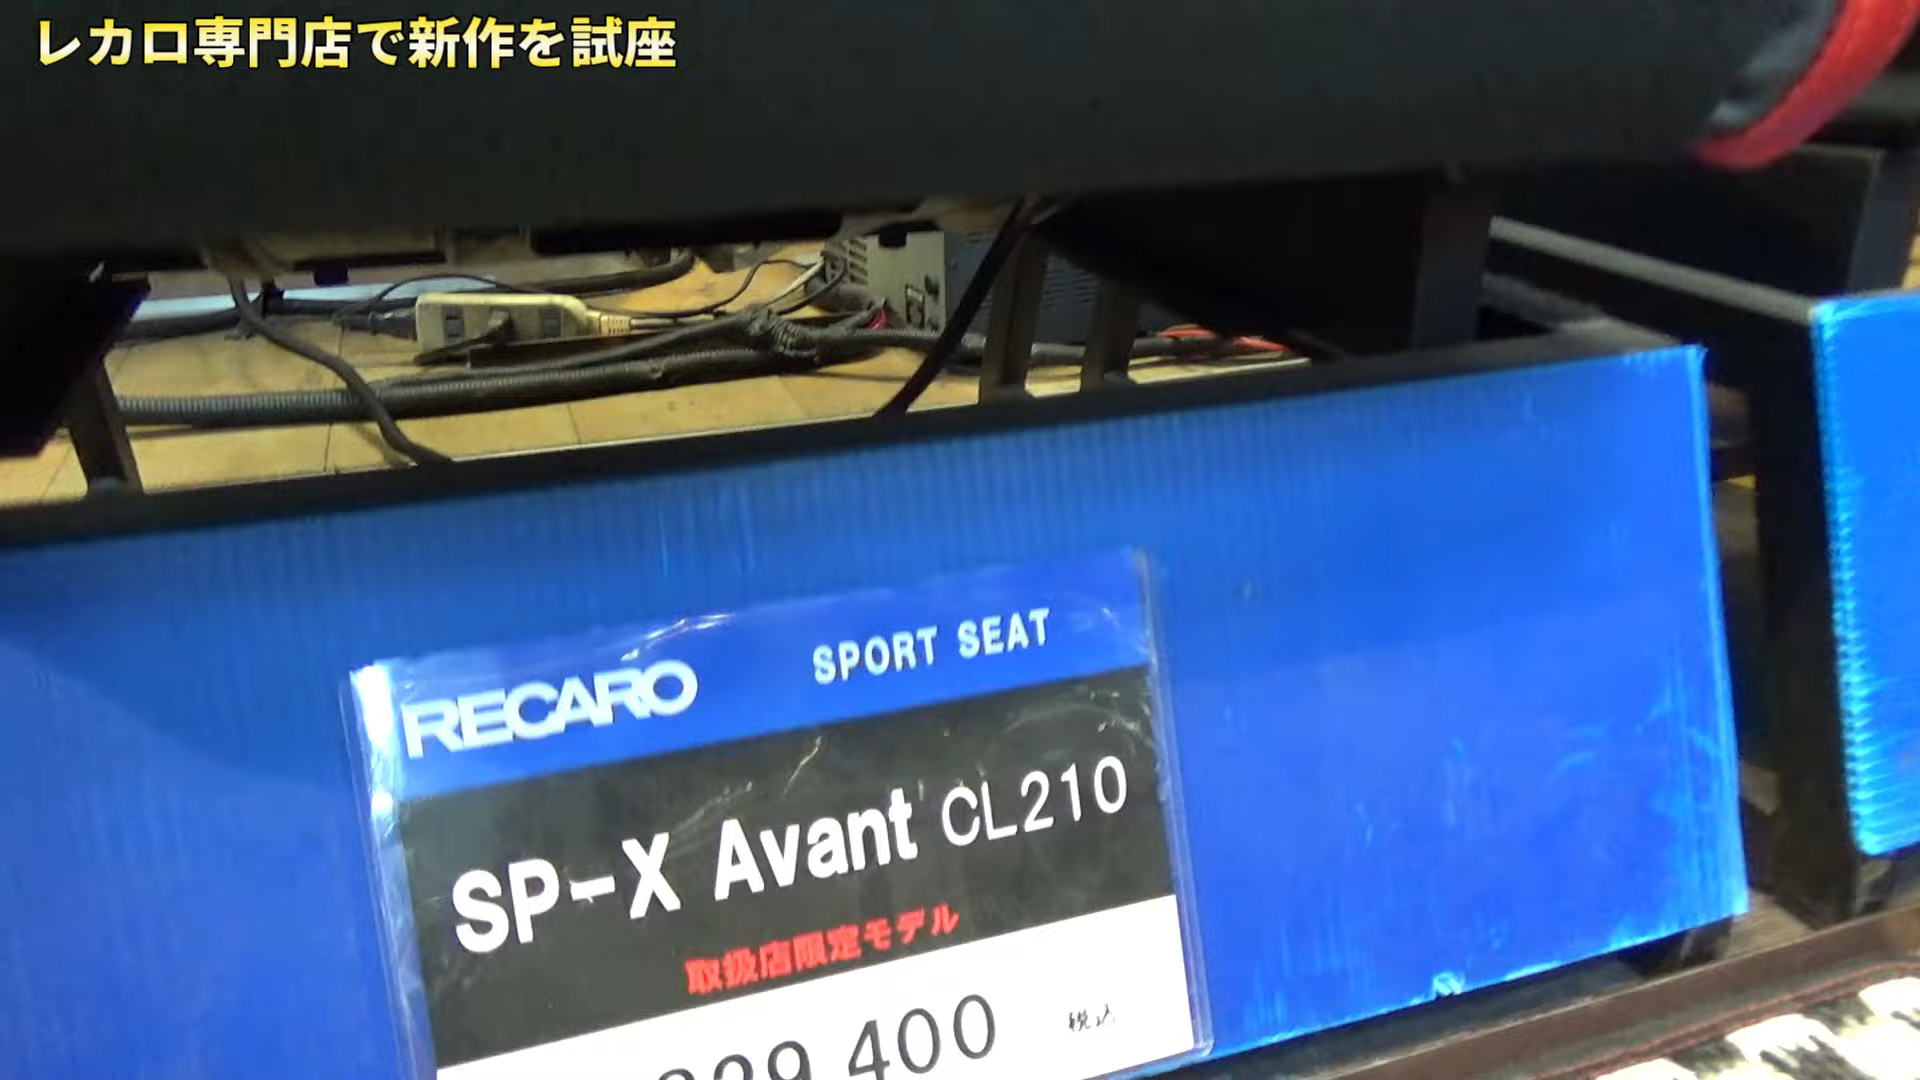 レカロ専門店で新作を試座
RECARO SPORT SEAT
SP-X Avant CL210
取扱店限定モデル
400 税込